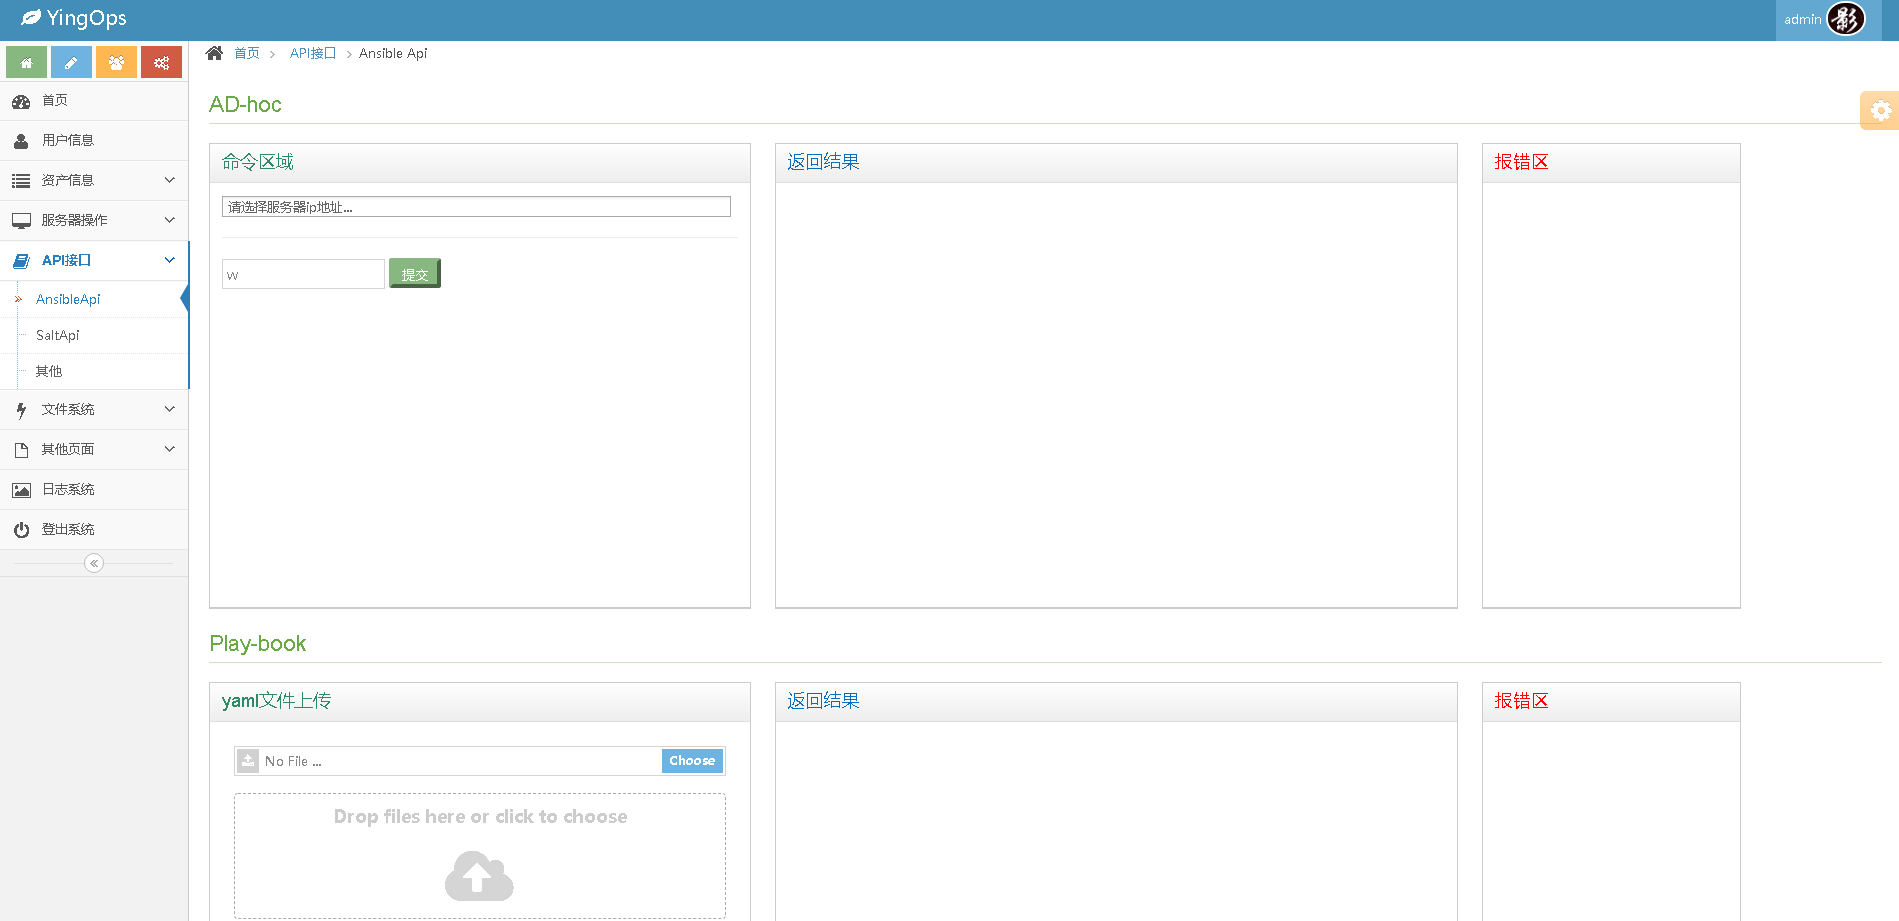 YingOps
admin
影
首页
API接口
Ansible Api
首页
用户信息
资产信息
服务器操作
API接口
AnsibleApi
SaltApi
其他
文件系统
其他页面
日志系统
登出系统
AD-hoc
命令区域
返回结果
报错区
请选择服务器ip地址...
w
提交
Play-book
yaml文件上传
返回结果
报错区
No File ...
Choose
Drop files here or click to choose